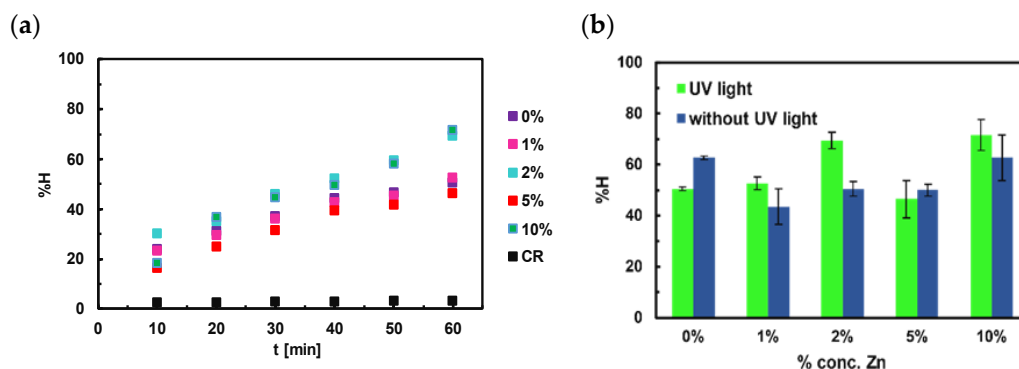 (a)
100
80
60
40
20
0
%H
0 10 20 30 40 50 60
t [min]
0%
1%
2%
5%
10%
CR
(b)
100
80
60
40
20
0
%H
UV light
without UV light
0% 1% 2% 5% 10%
% conc. Zn